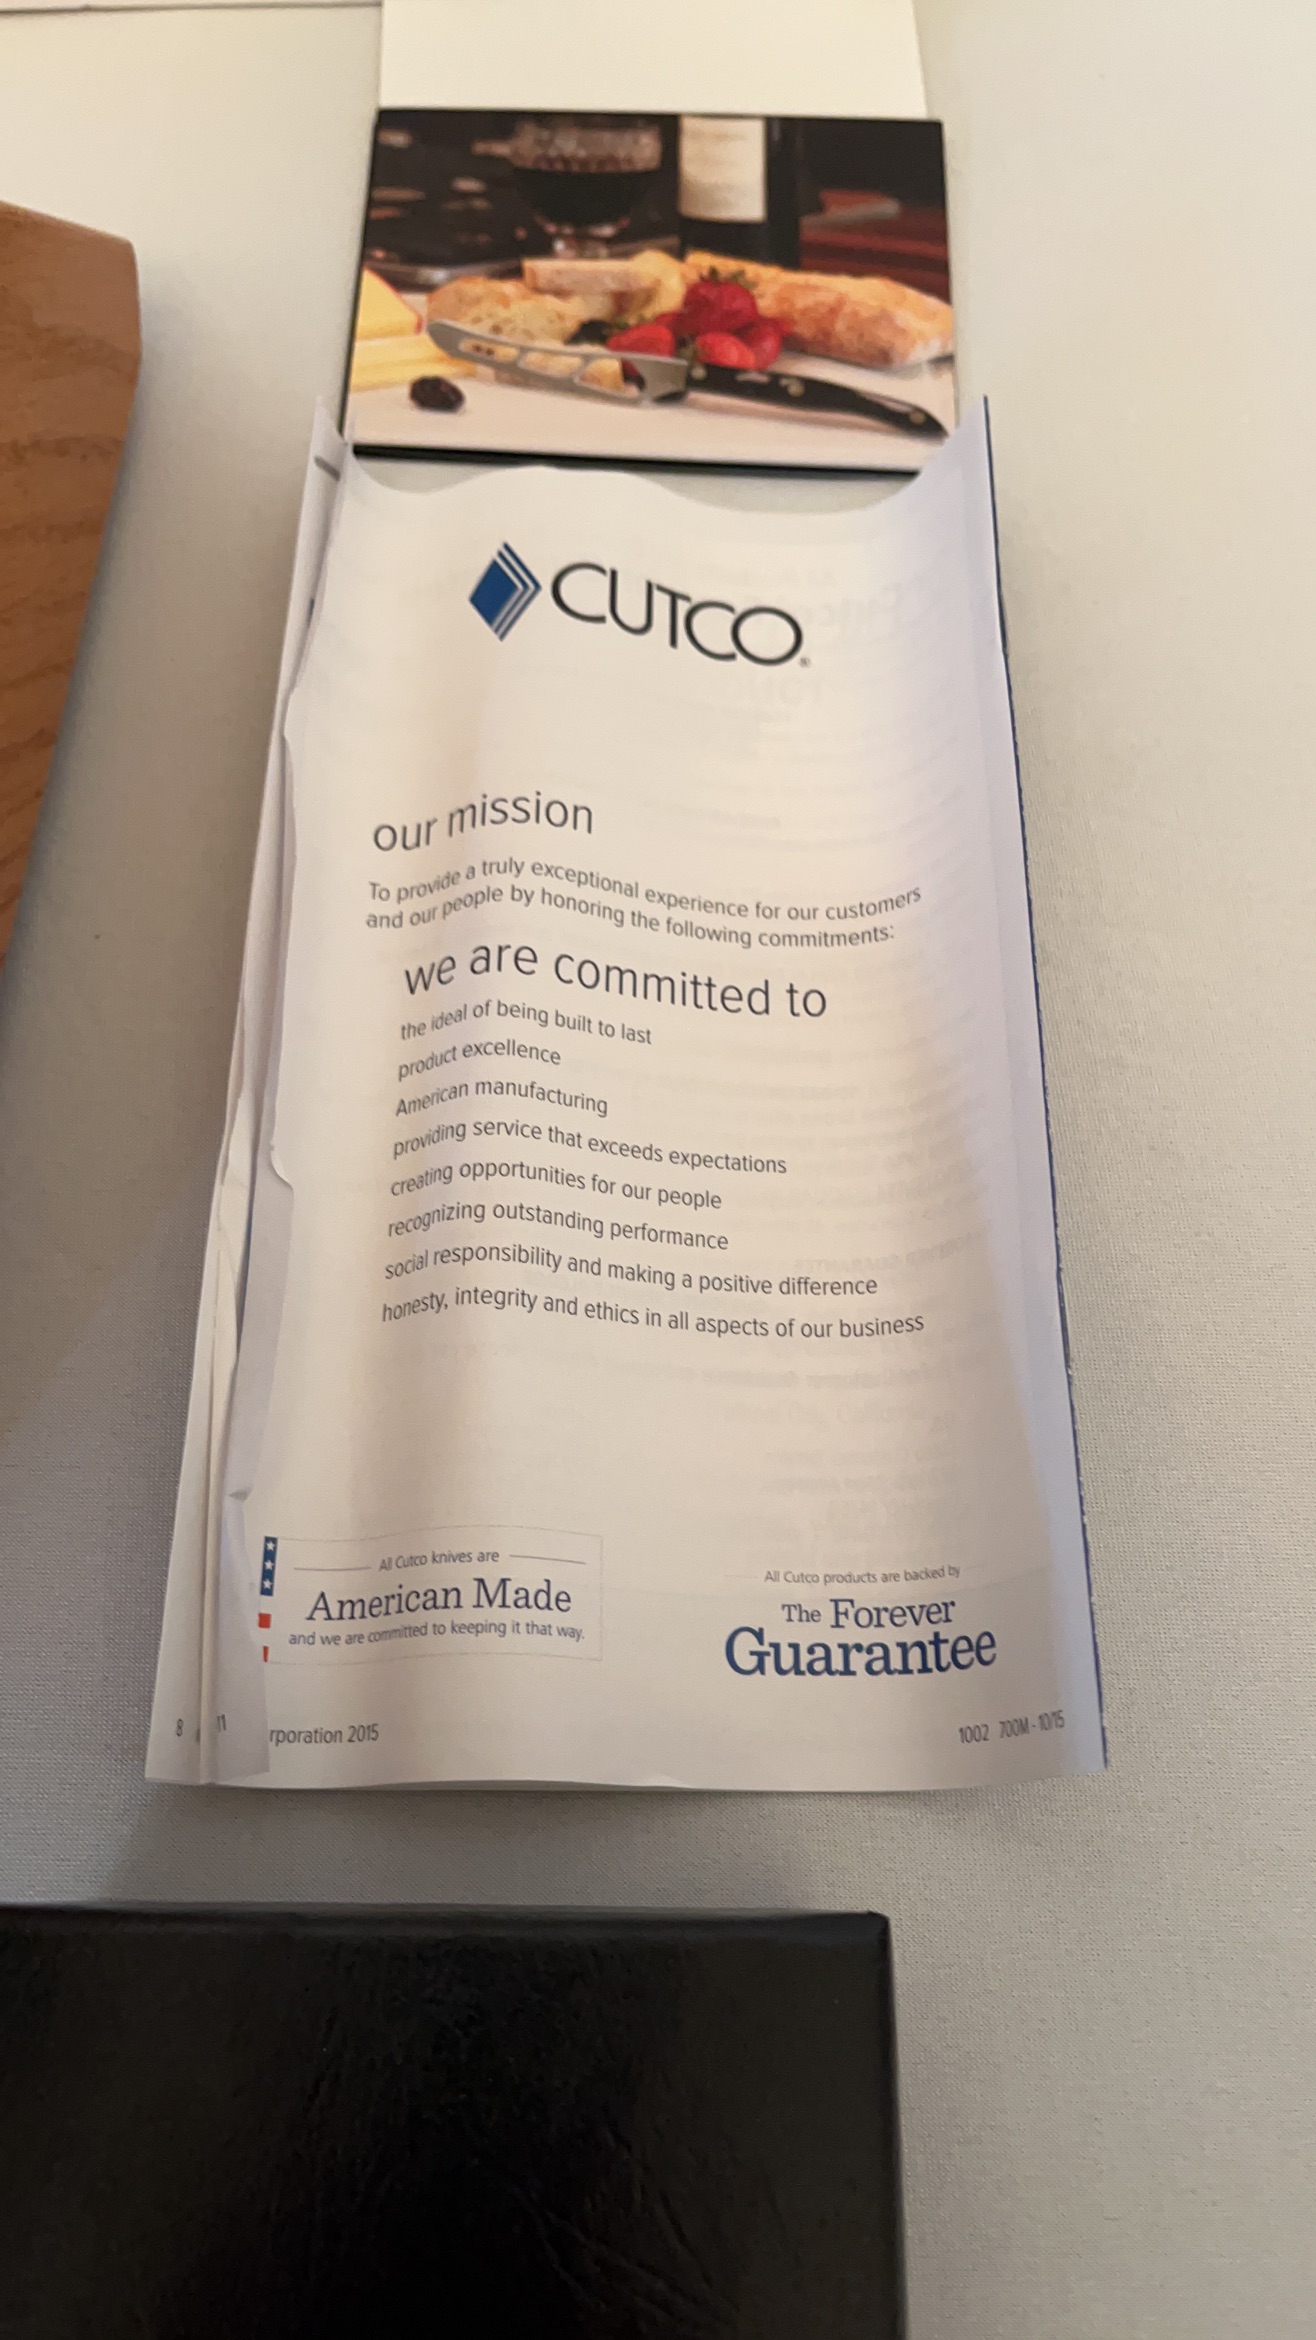 CUTCO®
our mission
To provide a truly exceptional experience for our customers
and our people by honoring the following commitments:
we are committed to
the ideal of being built to last
product excellence
American manufacturing
providing service that exceeds expectations
creating opportunities for our people
recognizing outstanding performance
social responsibility and making a positive difference
honesty, integrity and ethics in all aspects of our business
All Cutco knives are
American Made
and we are committed to keeping it that way.
All Cutco products are backed by
The Forever
Guarantee
8
11
rporation 2015
1002 700M - 10/15